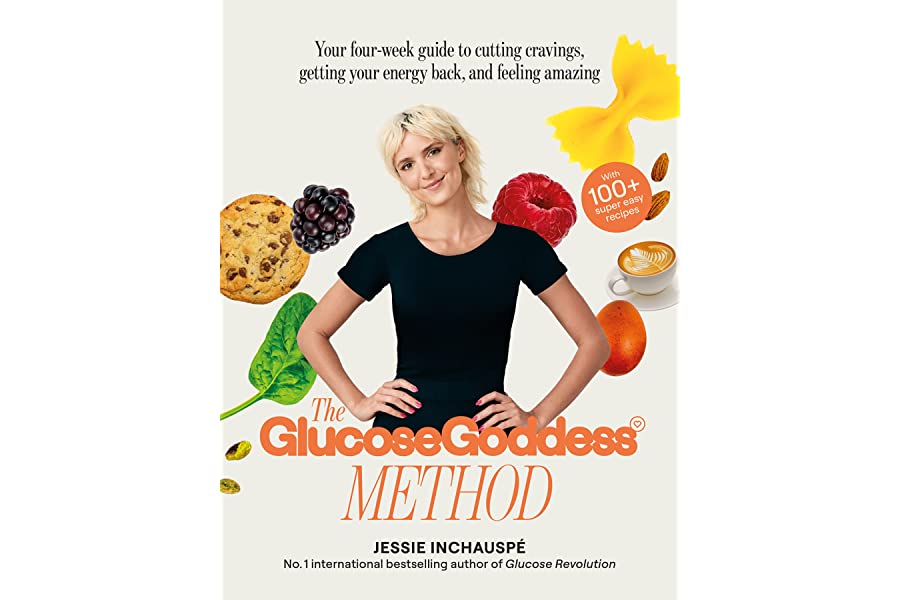 Your four-week guide to cutting cravings,
getting your energy back, and feeling amazing
With
100+
super easy
recipes
The
GlucoseGoddess
METHOD
JESSIE INCHAUSPÉ
No. 1 international bestselling author of Glucose Revolution